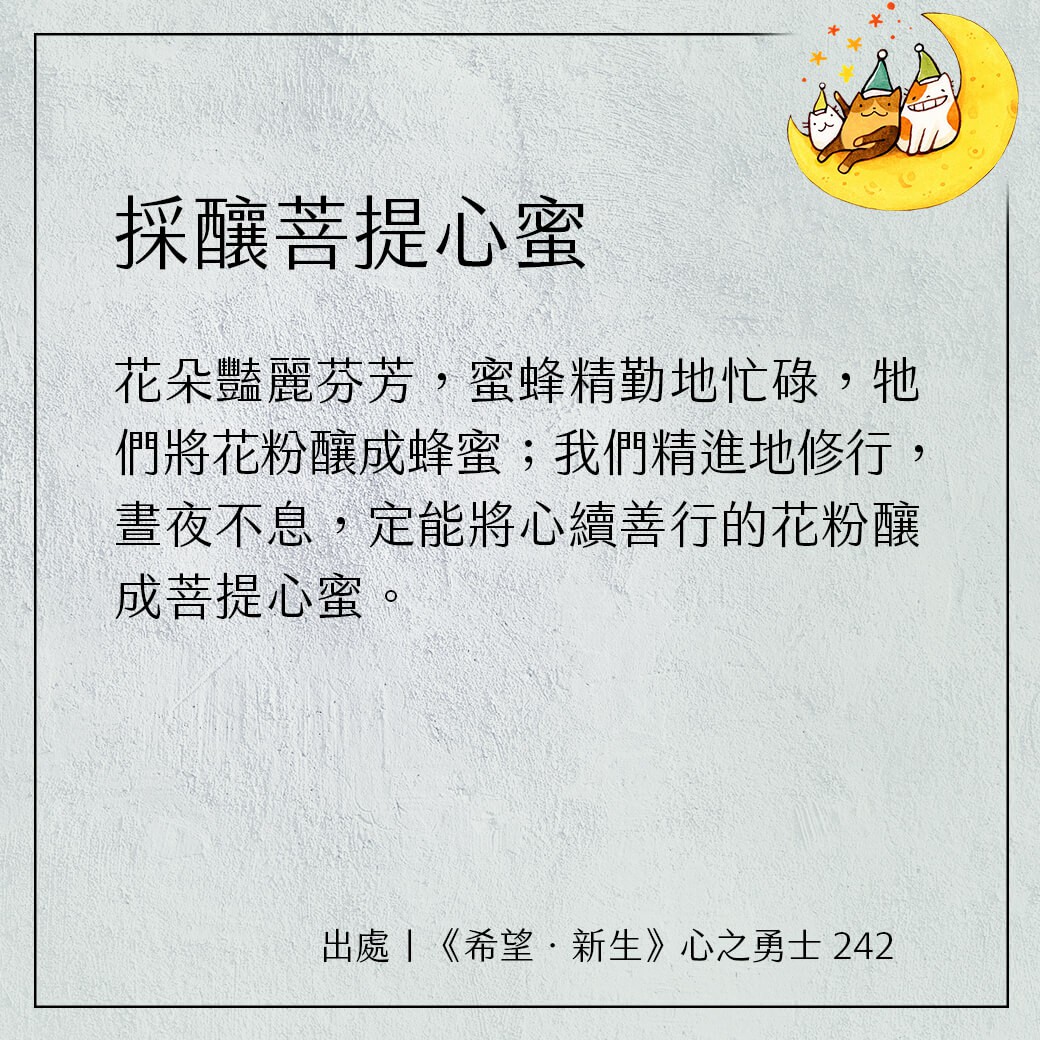 採釀菩提心蜜
花朵豔麗芬芳，蜜蜂精勤地忙碌，牠
們將花粉釀成蜂蜜；我們精進地修行，
晝夜不息，定能將心續善行的花粉釀
成菩提心蜜。
出處｜《希望．新生》心之勇士 242